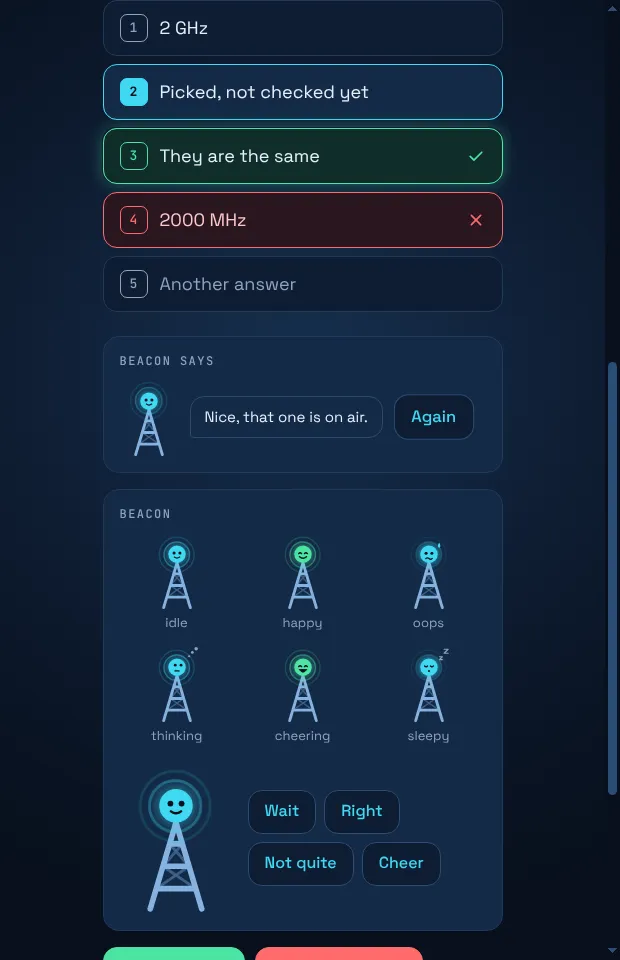 1 2 GHz
2 Picked, not checked yet
3 They are the same
4 2000 MHz
5 Another answer
BEACON SAYS
Nice, that one is on air. Again
BEACON
idle happy oops
z z
thinking cheering sleepy
Wait Right
Not quite Cheer